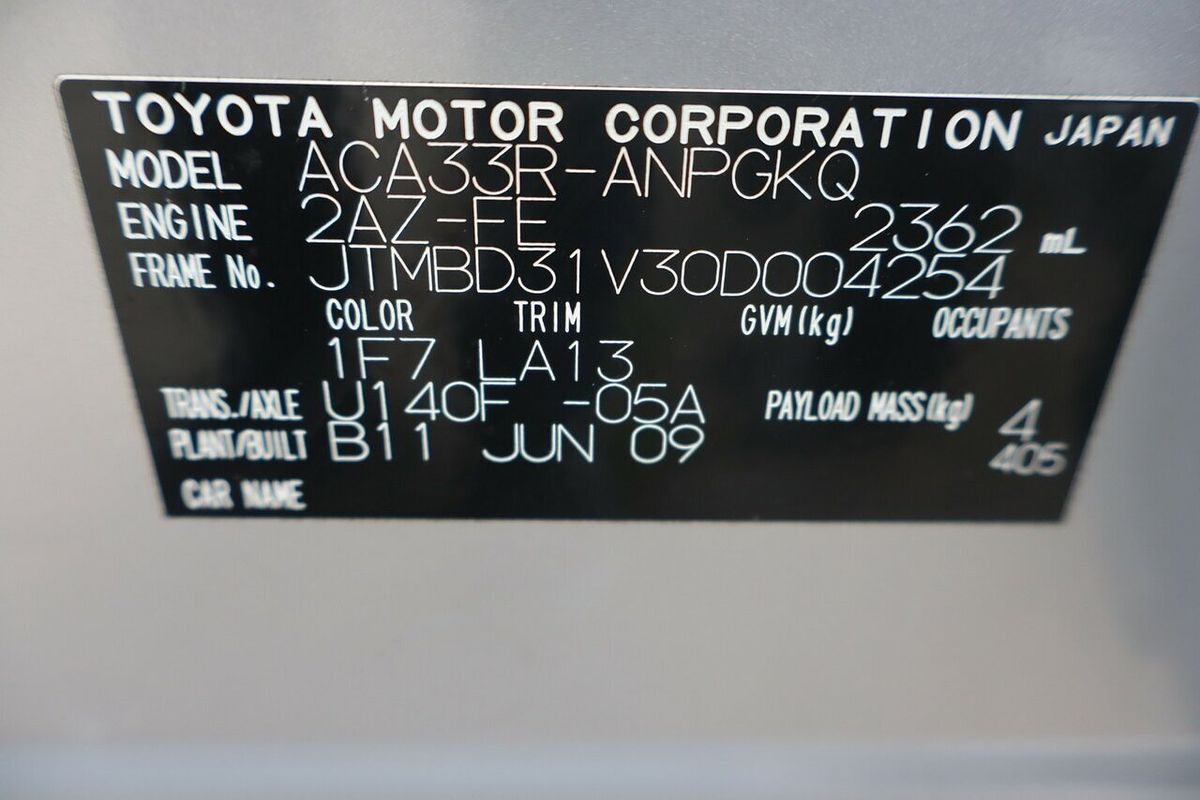 TOYOTA MOTOR CORPORATION JAPAN
MODEL ACA33R-ANPGKQ
ENGINE 2AZ-FE 2362 mL
FRAME No. JTMBD31V30D004254
COLOR TRIM GVM(kg) OCCUPANTS
1F7 LA13
TRANS./AXLE U140F -05A PAYLOAD MASS(kg) 4
PLANT/BUILT B11 JUN 09 405
CAR NAME